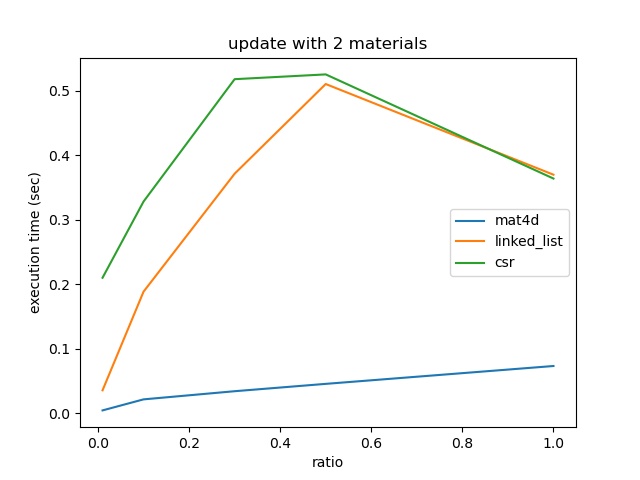 update with 2 materials
execution time (sec)
0.5
0.4
0.3
0.2
0.1
0.0
mat4d
linked_list
csr
0.0 0.2 0.4 0.6 0.8 1.0
ratio